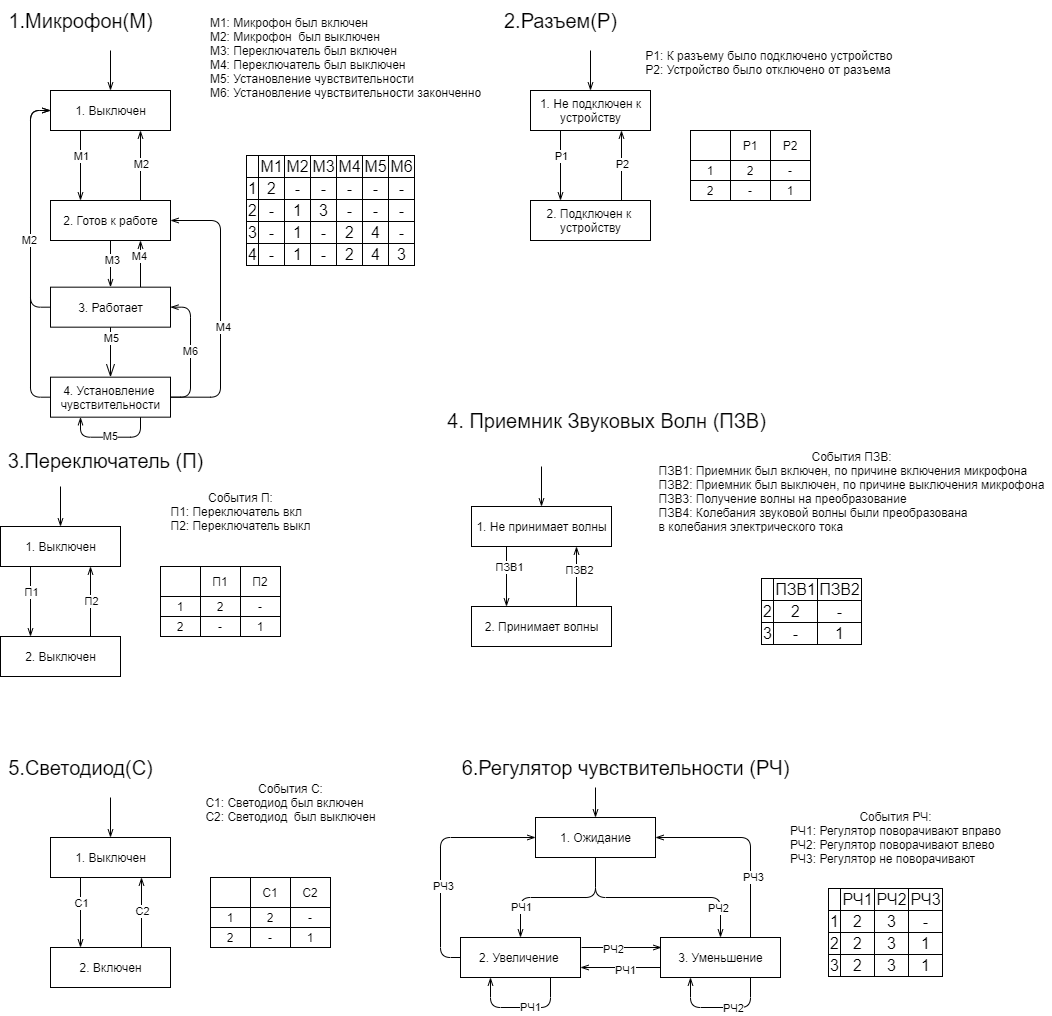 1.Микрофон(М)
М1: Микрофон был включен
М2: Микрофон был выключен
М3: Переключатель был включен
М4: Переключатель был выключен
М5: Установление чувствительности
М6: Установление чувствительности законченно
1. Выключен
М1
М2
2. Готов к работе
М2
М3
М4
3. Работает
М5
М4
М6
4. Установление
чувствительности
М5
М1 М2 М3 М4 М5 М6
1 2 - - - - -
2 - 1 3 - - -
3 - 1 - 2 4 -
4 - 1 - 2 4 3
2.Разъем(Р)
Р1: К разъему было подключено устройство
Р2: Устройство было отключено от разъема
1. Не подключен к
устройству
Р1
Р2
2. Подключен к
устройству
Р1 Р2
1 2 -
2 - 1
3.Переключатель (П)
События П:
П1: Переключатель вкл
П2: Переключатель выкл
1. Выключен
П1
П2
2. Выключен
П1 П2
1 2 -
2 - 1
4. Приемник Звуковых Волн (ПЗВ)
События ПЗВ:
ПЗВ1: Приемник был включен, по причине включения микрофона
ПЗВ2: Приемник был выключен, по причине выключения микрофона
ПЗВ3: Получение волны на преобразование
ПЗВ4: Колебания звуковой волны были преобразована
в колебания электрического тока
1. Не принимает волны
ПЗВ1
ПЗВ2
2. Принимает волны
ПЗВ1 ПЗВ2
2 2 -
3 - 1
5.Светодиод(С)
События С:
С1: Светодиод был включен
С2: Светодиод был выключен
1. Выключен
С1
С2
2. Включен
С1 С2
1 2 -
2 - 1
6.Регулятор чувствительности (РЧ)
События РЧ:
РЧ1: Регулятор поворачивают вправо
РЧ2: Регулятор поворачивают влево
РЧ3: Регулятор не поворачивают
1. Ожидание
РЧ3
РЧ3
РЧ1
РЧ2
2. Увеличение
РЧ2
РЧ1
3. Уменьшение
РЧ1
РЧ2
РЧ1 РЧ2 РЧ3
1 2 3 -
2 2 3 1
3 2 3 1